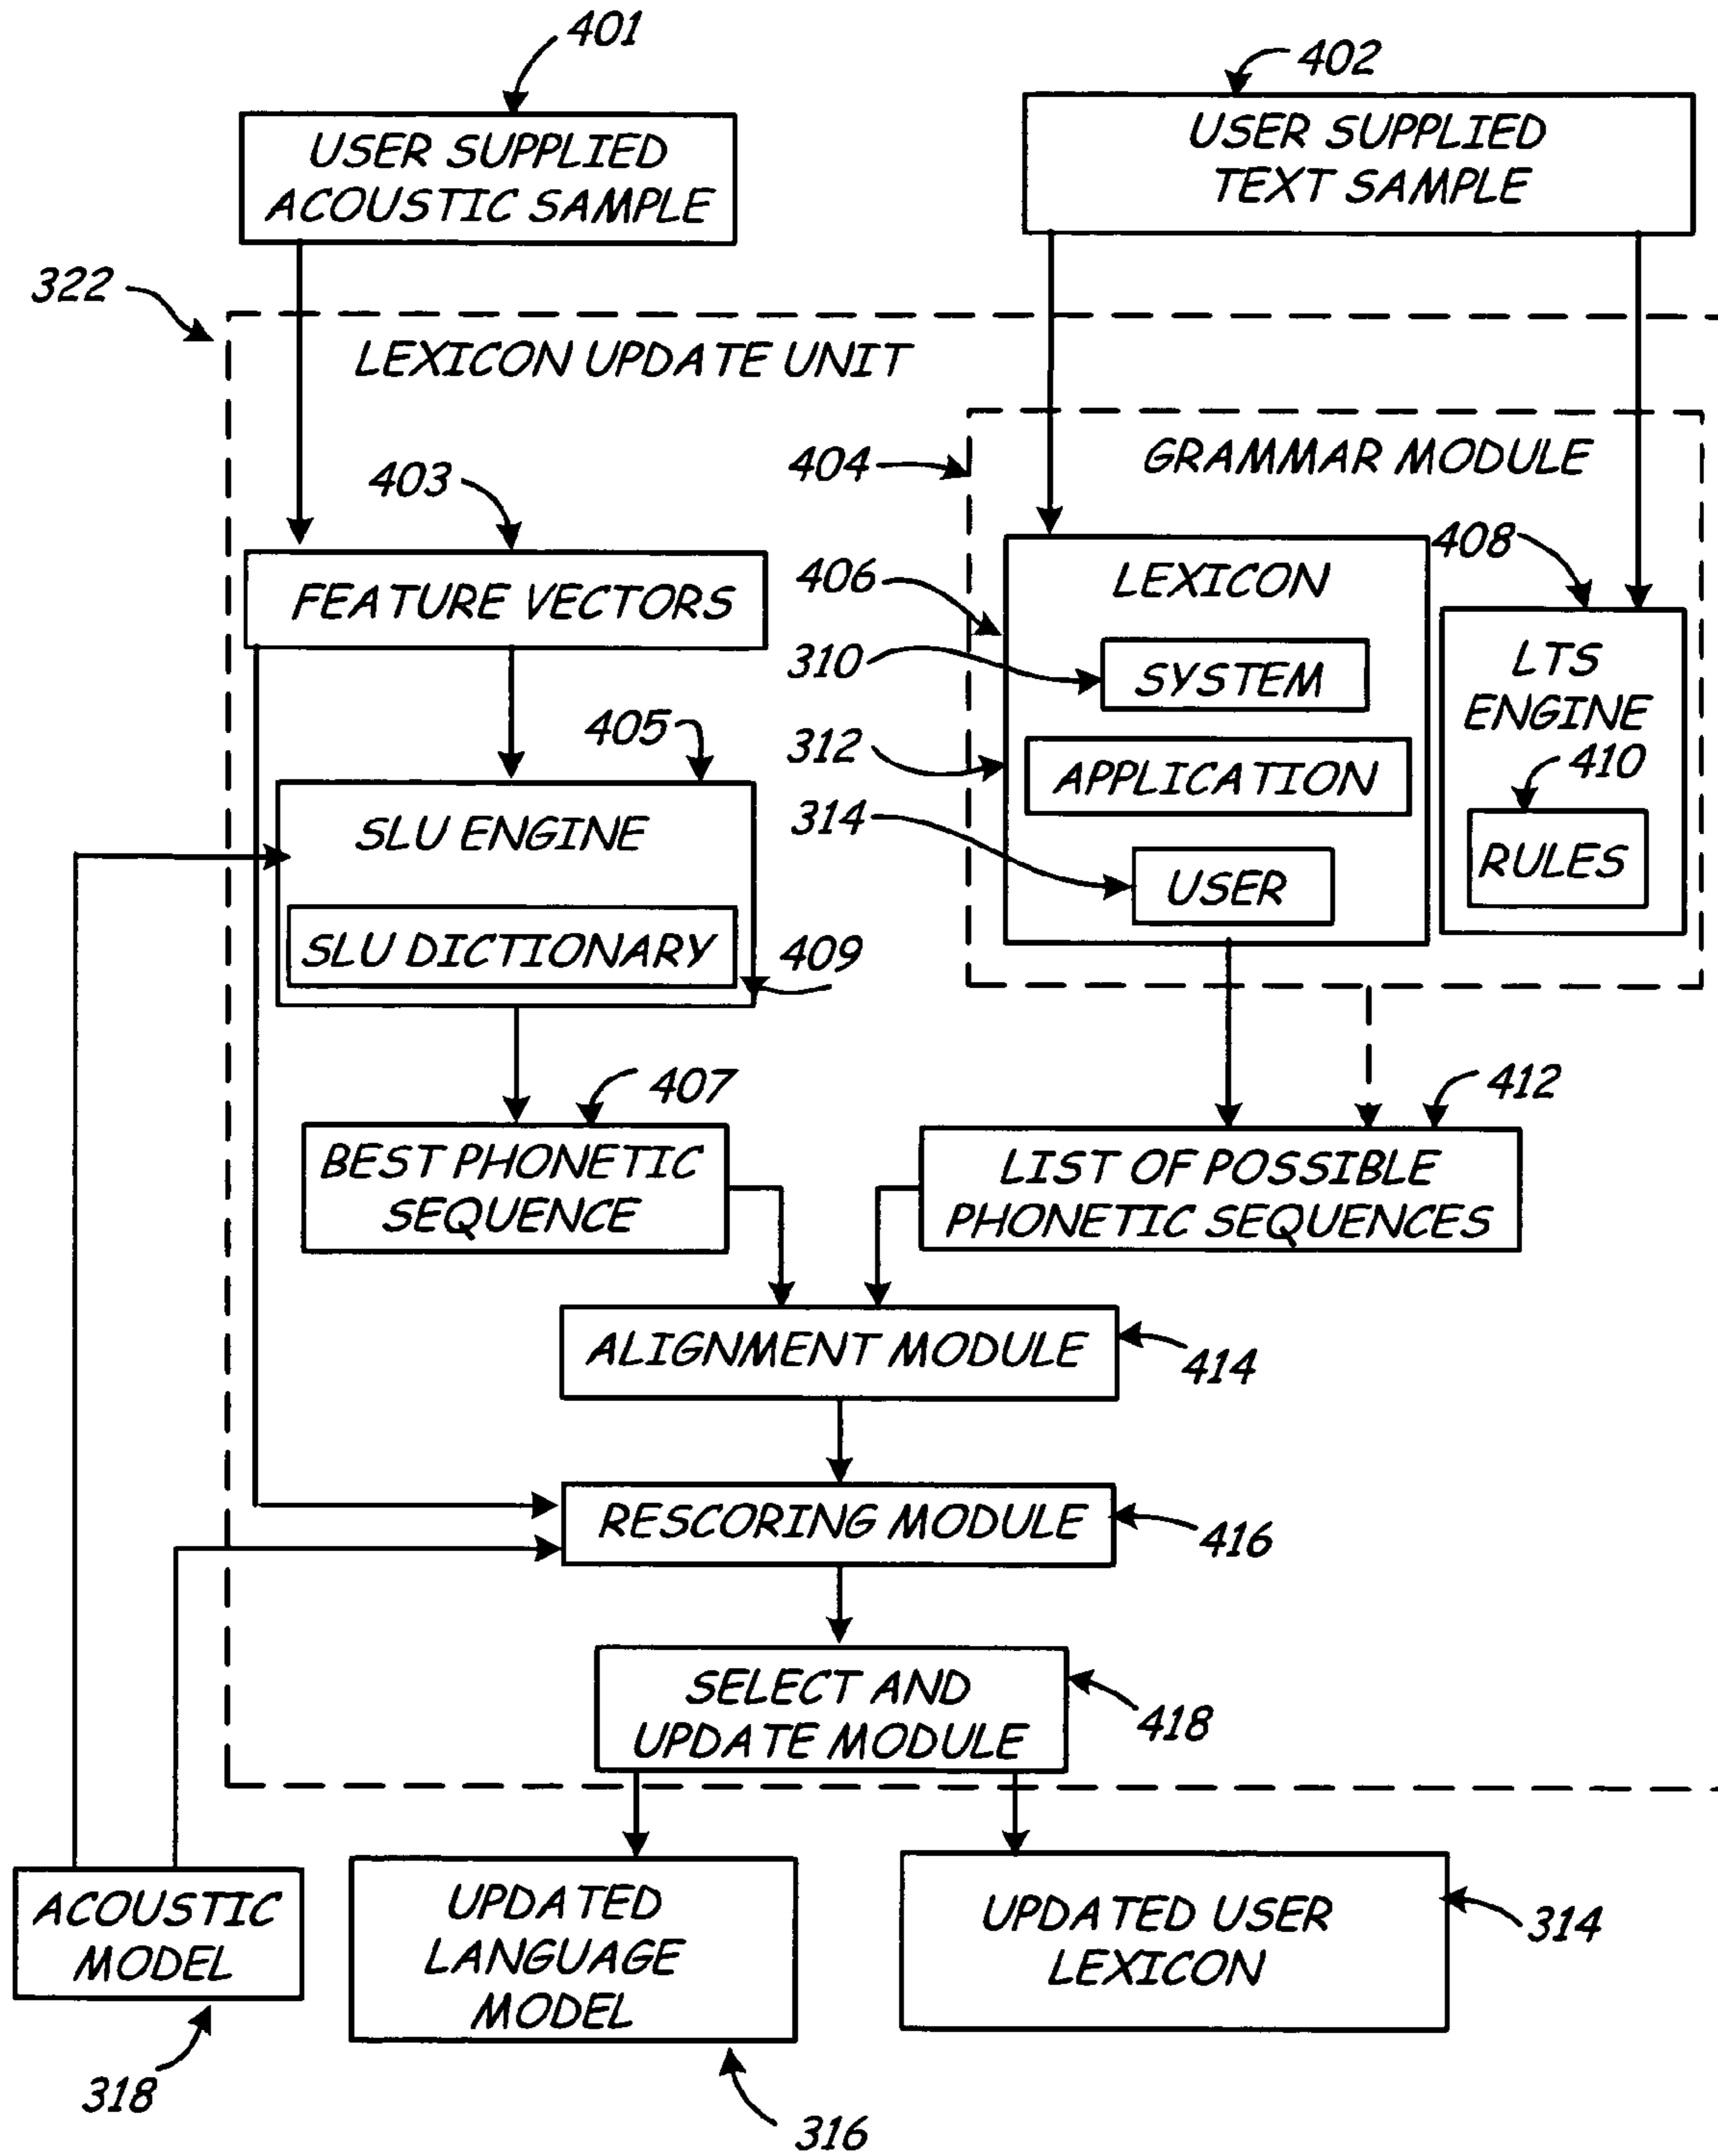 401
402
USER SUPPLIED
ACOUSTIC SAMPLE
USER SUPPLIED
TEXT SAMPLE
322
LEXICON UPDATE UNIT
404
GRAMMAR MODULE
403
FEATURE VECTORS
406
LEXICON
408
310
SYSTEM
LTS
ENGINE
405
312
APPLICATION
410
314
USER
RULES
SLU ENGINE
SLU DICTIONARY
409
407
412
BEST PHONETIC
SEQUENCE
LIST OF POSSIBLE
PHONETIC SEQUENCES
ALIGNMENT MODULE
414
RESCORING MODULE
416
SELECT AND
UPDATE MODULE
418
ACOUSTIC
MODEL
UPDATED
LANGUAGE
MODEL
UPDATED USER
LEXICON
314
318
316